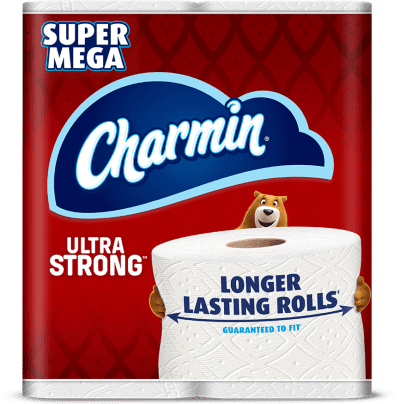 SUPER
MEGA
Charmin®
ULTRA
STRONG™
LONGER
LASTING ROLLS
GUARANTEED TO FIT